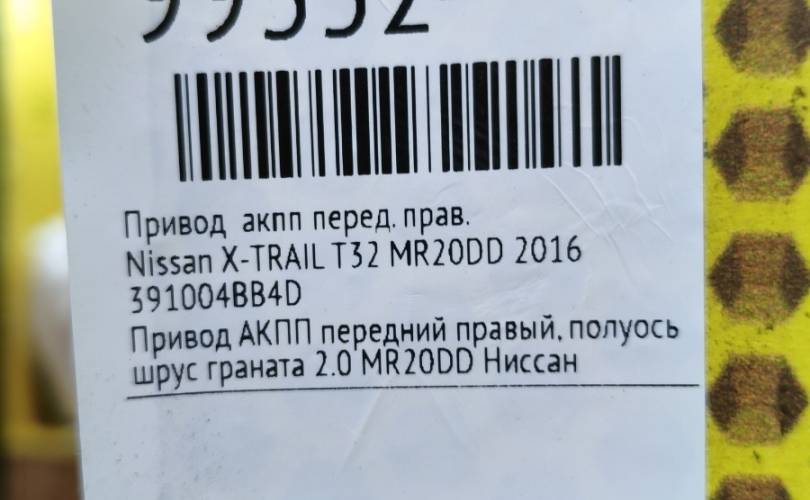 99552
Привод акпп перед. прав.
Nissan X-TRAIL T32 MR20DD 2016
391004BB4D
Привод АКПП передний правый, полуось
шрус граната 2.0 MR20DD Ниссан